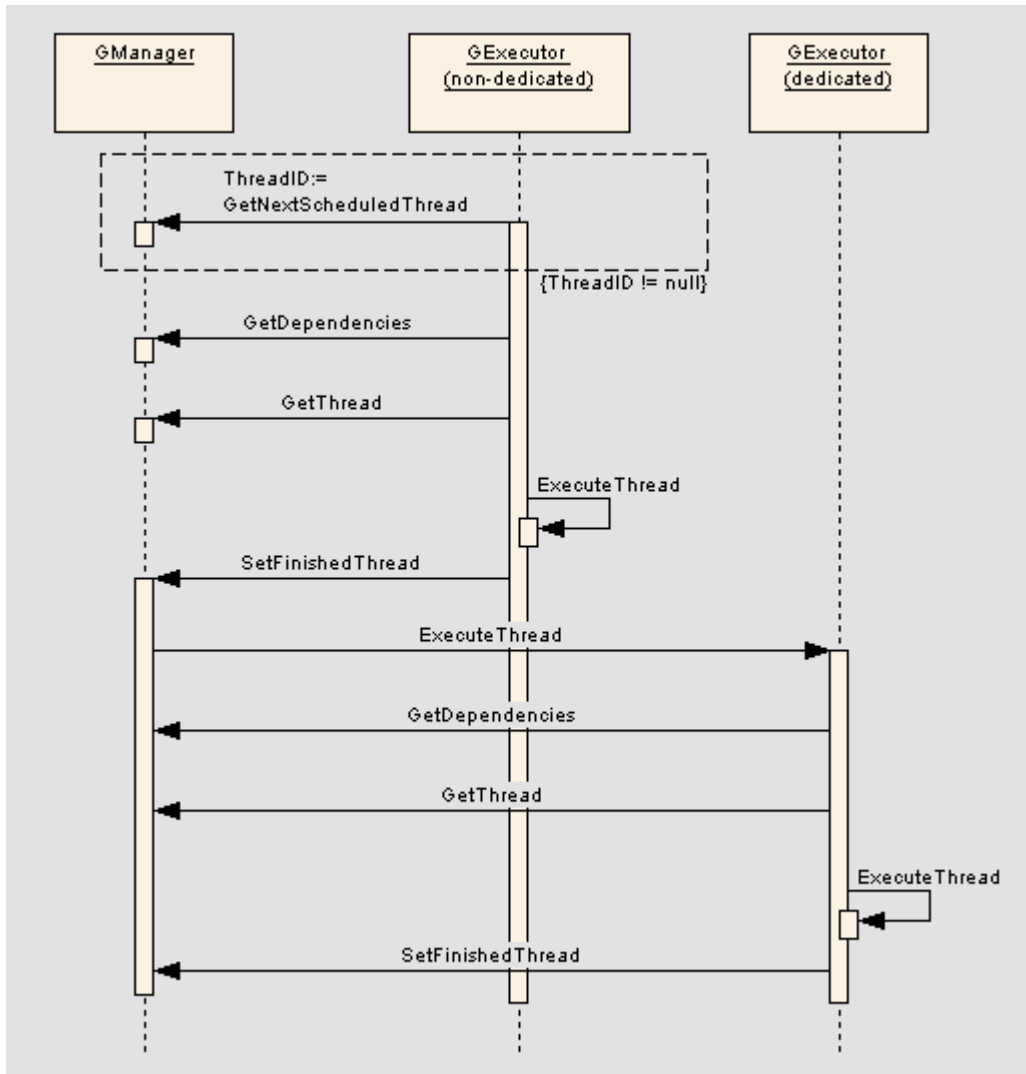 GManager
GExecutor
(non-dedicated)
GExecutor
(dedicated)
ThreadID:=
GetNextScheduledThread
{ThreadID != null}
GetDependencies
GetThread
ExecuteThread
SetFinishedThread
ExecuteThread
GetDependencies
GetThread
ExecuteThread
SetFinishedThread